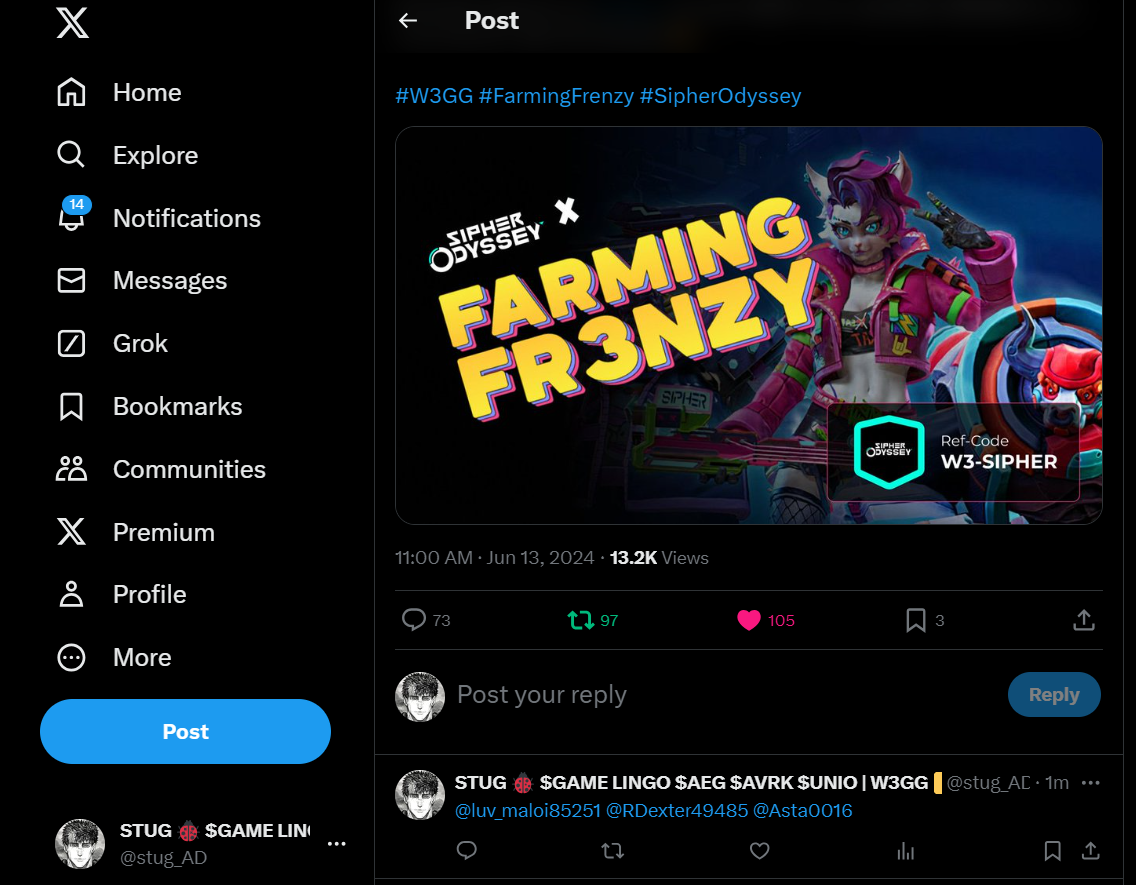 Post
Home
Explore
14
Notifications
Messages
Grok
Bookmarks
Communities
Premium
Profile
More
Post
STUG 🐞 $GAME LIN
@stug_AD
#W3GG #FarmingFrenzy #SipherOdyssey
SIPHER
ODYSSEY
X
FARMING
FR3NZY
SIPHER
SIPHER
ODYSSEY
Ref-Code
W3-SIPHER
11:00 AM · Jun 13, 2024 · 13.2K Views
73 97 105 3
Post your reply
Reply
STUG 🐞 $GAME LINGO $AEG $AVRK $UNIO | W3GG @stug_AD · 1m
@luv_maloi85251 @RDexter49485 @Asta0016